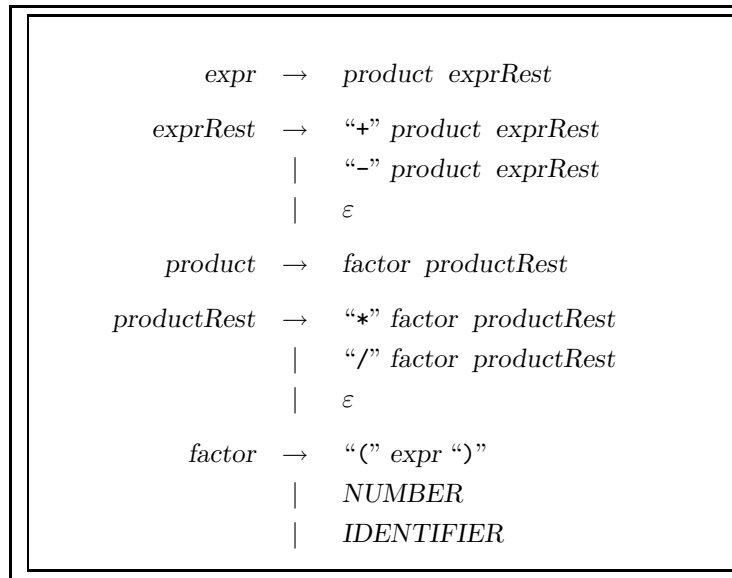 expr → product exprRest
exprRest → “+” product exprRest
| “-” product exprRest
| ε
product → factor productRest
productRest → “*” factor productRest
| “/” factor productRest
| ε
factor → “(” expr “)”
| NUMBER
| IDENTIFIER